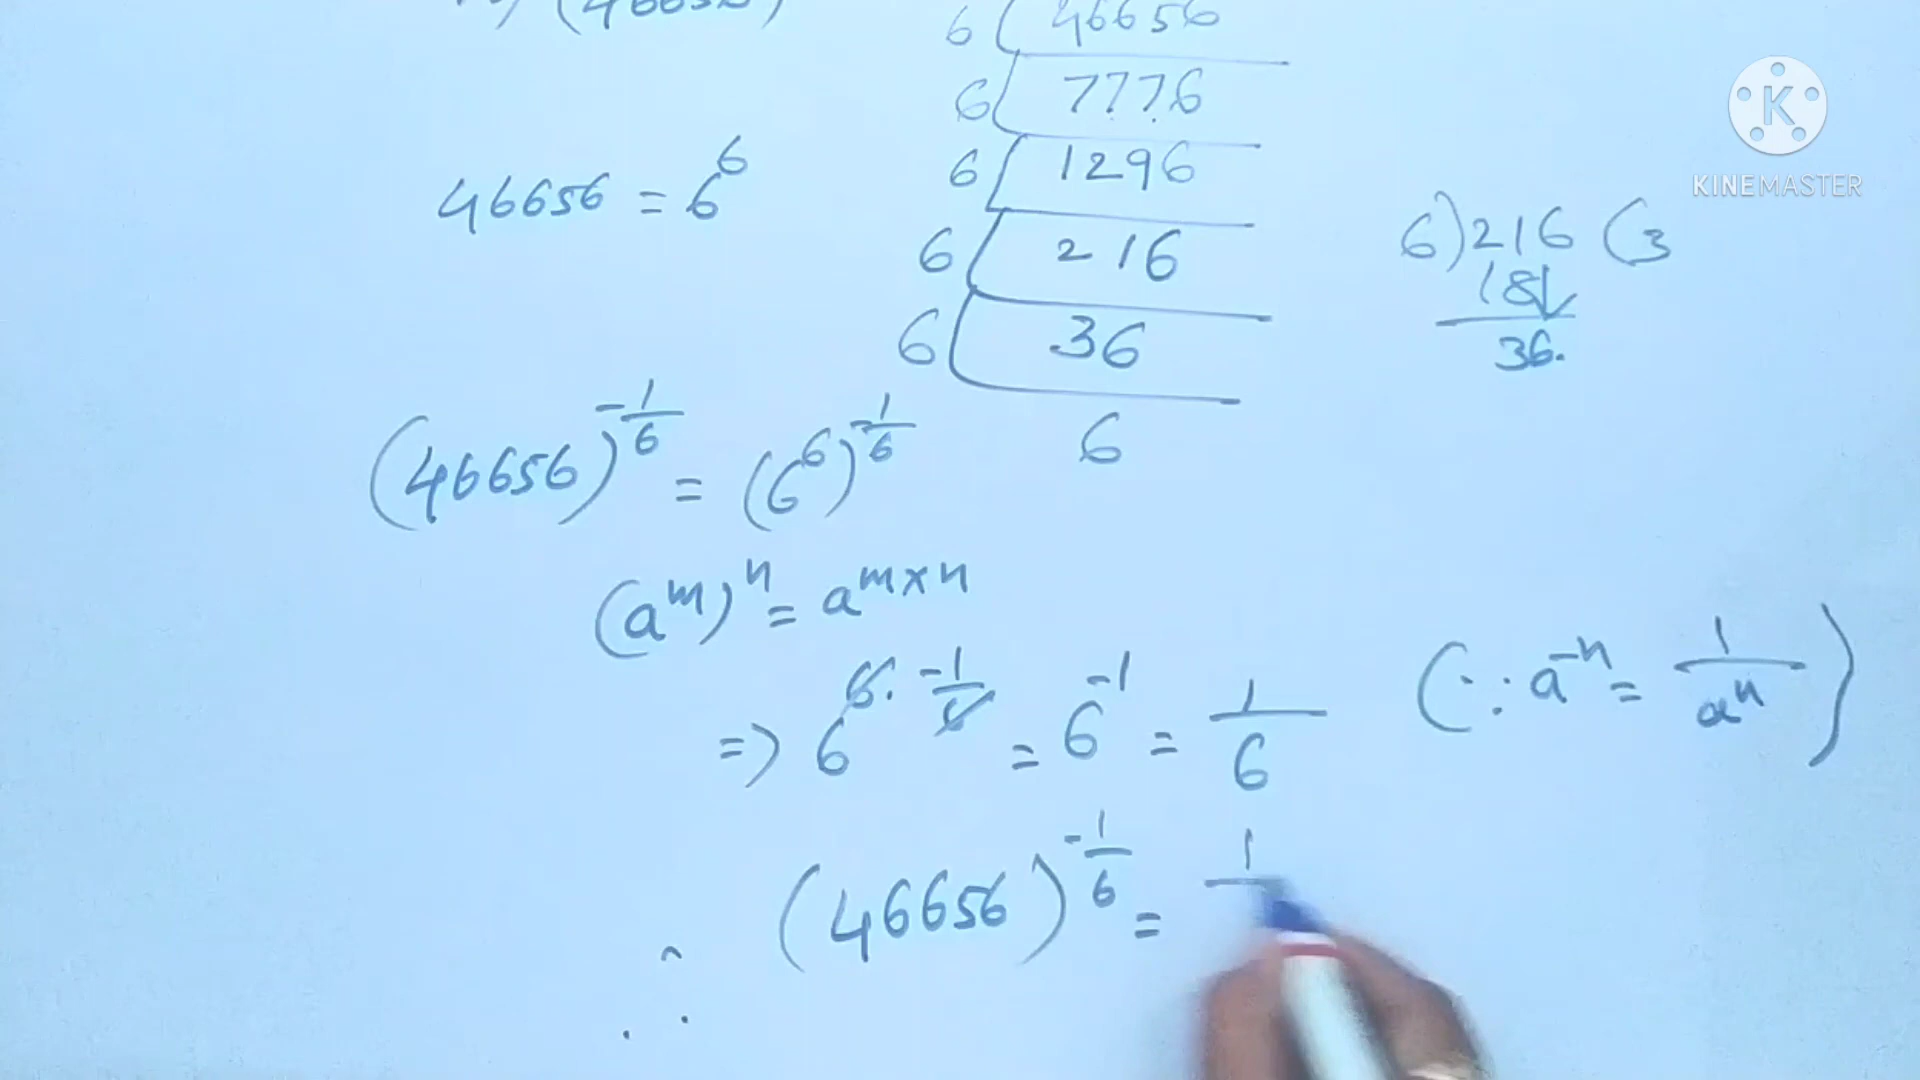 (46656)
6 ( 46656
6 ( 7776
46656 = 6^6
6 ( 1296
6 ( 216
6 ( 36
6
6)216(3
18↓
36.
K
KINEMASTER
(46656)^{-1/6} = (6^6)^{-1/6}
(a^m)^n = a^{m×n}
=> 6^{6·-1/6} = 6^{-1} = 1/6 (∵ a^{-n} = 1/a^n)
∴ (46656)^{-1/6} = 1